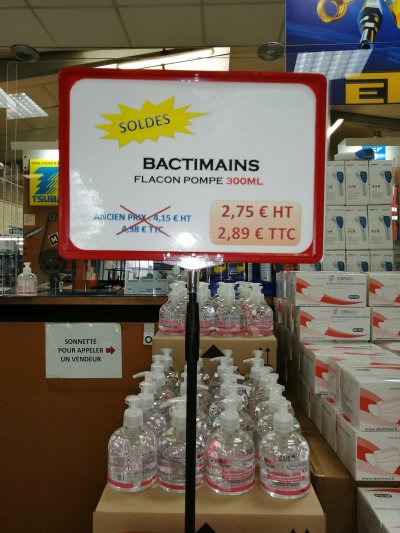 SOLDES
BACTIMAINS
FLACON POMPE 300ML
ANCIEN PRIX - 4,15 € HT
4,38 € TTC
2,75 € HT
2,89 € TTC
SONNETTE
POUR APPELER
UN VENDEUR